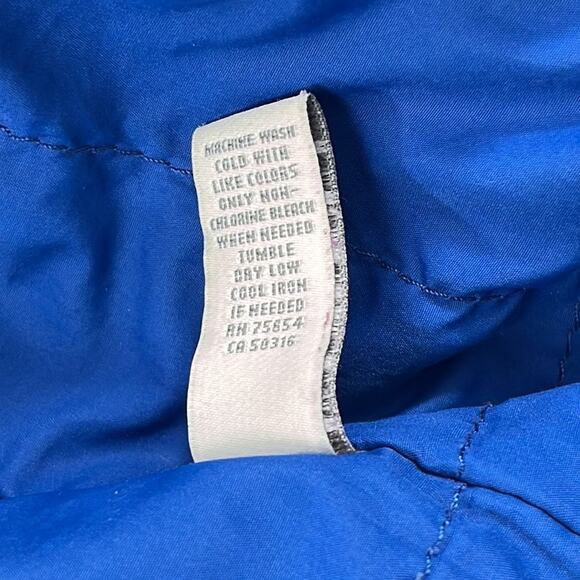 MACHINE WASH
COLD WITH
LIKE COLORS
ONLY NON-
CHLORINE BLEACH
WHEN NEEDED
TUMBLE
DRY LOW
COOL IRON
IF NEEDED
RN 75654
CA 50316